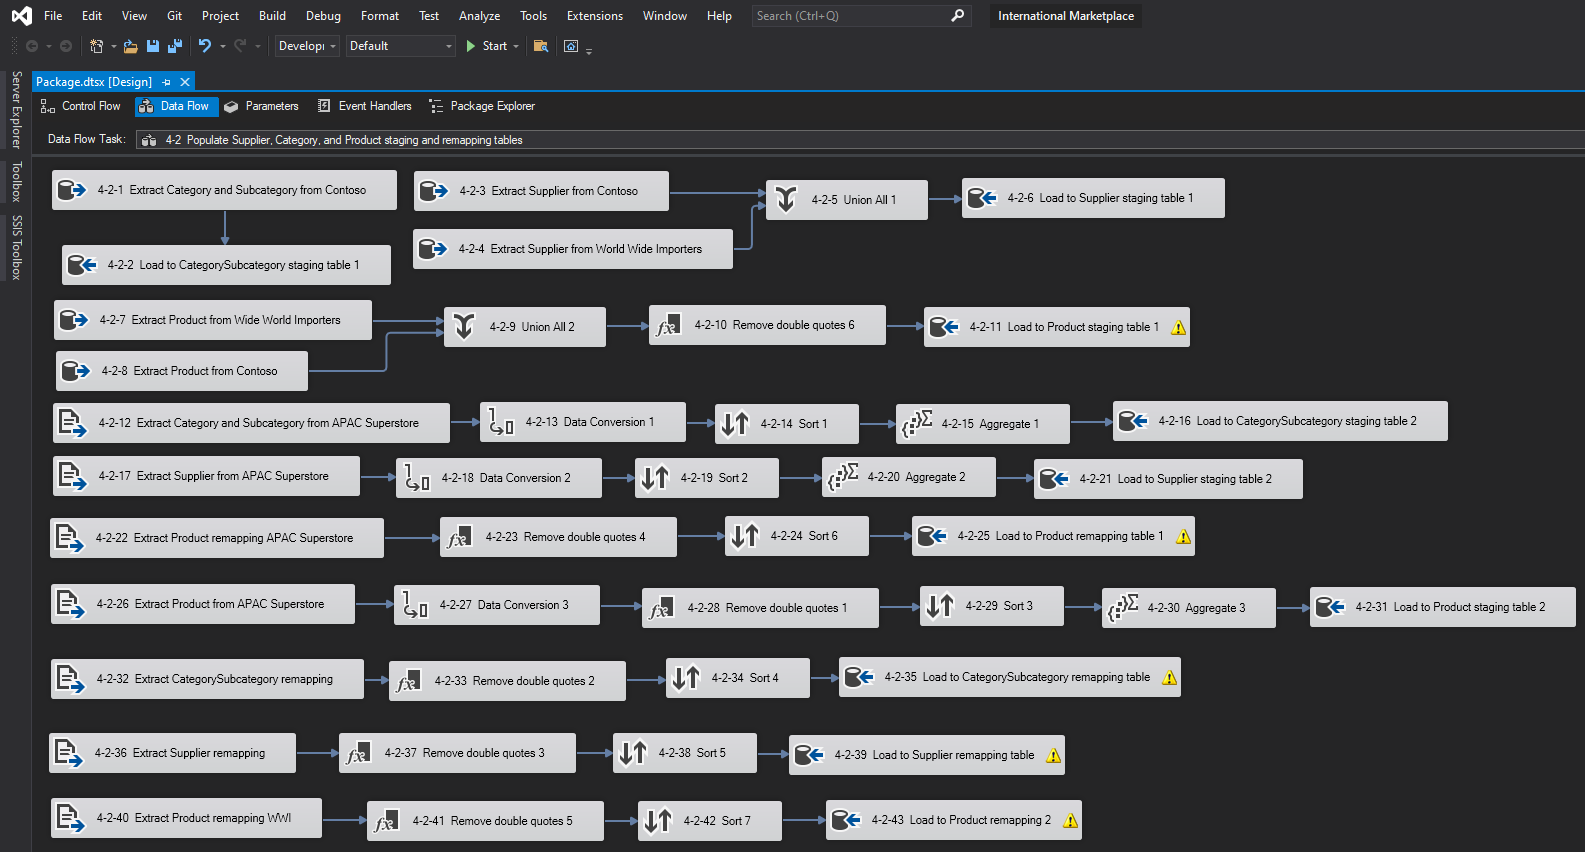 File Edit View Git Project Build Debug Format Test Analyze Tools Extensions Window Help Search (Ctrl+Q) International Marketplace
Develop Default Start
Package.dtsx [Design]
Control Flow Data Flow Parameters Event Handlers Package Explorer
Data Flow Task: 4-2 Populate Supplier, Category, and Product staging and remapping tables
Server Explorer
Toolbox
SSIS Toolbox
4-2-1 Extract Category and Subcategory from Contoso
4-2-2 Load to CategorySubcategory staging table 1
4-2-3 Extract Supplier from Contoso
4-2-4 Extract Supplier from World Wide Importers
4-2-5 Union All 1
4-2-6 Load to Supplier staging table 1
4-2-7 Extract Product from Wide World Importers
4-2-8 Extract Product from Contoso
4-2-9 Union All 2
4-2-10 Remove double quotes 6
4-2-11 Load to Product staging table 1
4-2-12 Extract Category and Subcategory from APAC Superstore
4-2-13 Data Conversion 1
4-2-14 Sort 1
4-2-15 Aggregate 1
4-2-16 Load to CategorySubcategory staging table 2
4-2-17 Extract Supplier from APAC Superstore
4-2-18 Data Conversion 2
4-2-19 Sort 2
4-2-20 Aggregate 2
4-2-21 Load to Supplier staging table 2
4-2-22 Extract Product remapping APAC Superstore
4-2-23 Remove double quotes 4
4-2-24 Sort 6
4-2-25 Load to Product remapping table 1
4-2-26 Extract Product from APAC Superstore
4-2-27 Data Conversion 3
4-2-28 Remove double quotes 1
4-2-29 Sort 3
4-2-30 Aggregate 3
4-2-31 Load to Product staging table 2
4-2-32 Extract CategorySubcategory remapping
4-2-33 Remove double quotes 2
4-2-34 Sort 4
4-2-35 Load to CategorySubcategory remapping table
4-2-36 Extract Supplier remapping
4-2-37 Remove double quotes 3
4-2-38 Sort 5
4-2-39 Load to Supplier remapping table
4-2-40 Extract Product remapping WWI
4-2-41 Remove double quotes 5
4-2-42 Sort 7
4-2-43 Load to Product remapping 2